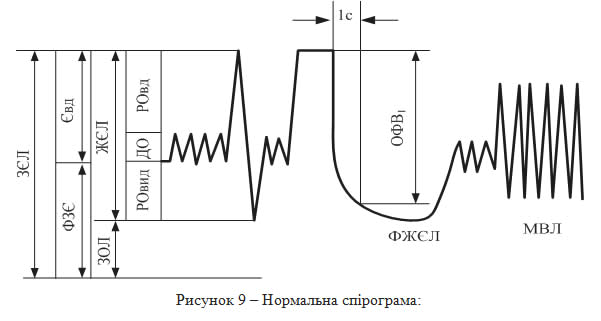 1с
ЗЄЛ
Євд
ФЗЄ
ЖЄЛ
ЗОЛ
РОвд
ДО
РОвид
ОФВ1
ФЖЄЛ
МВЛ
Рисунок 9 – Нормальна спірограма: